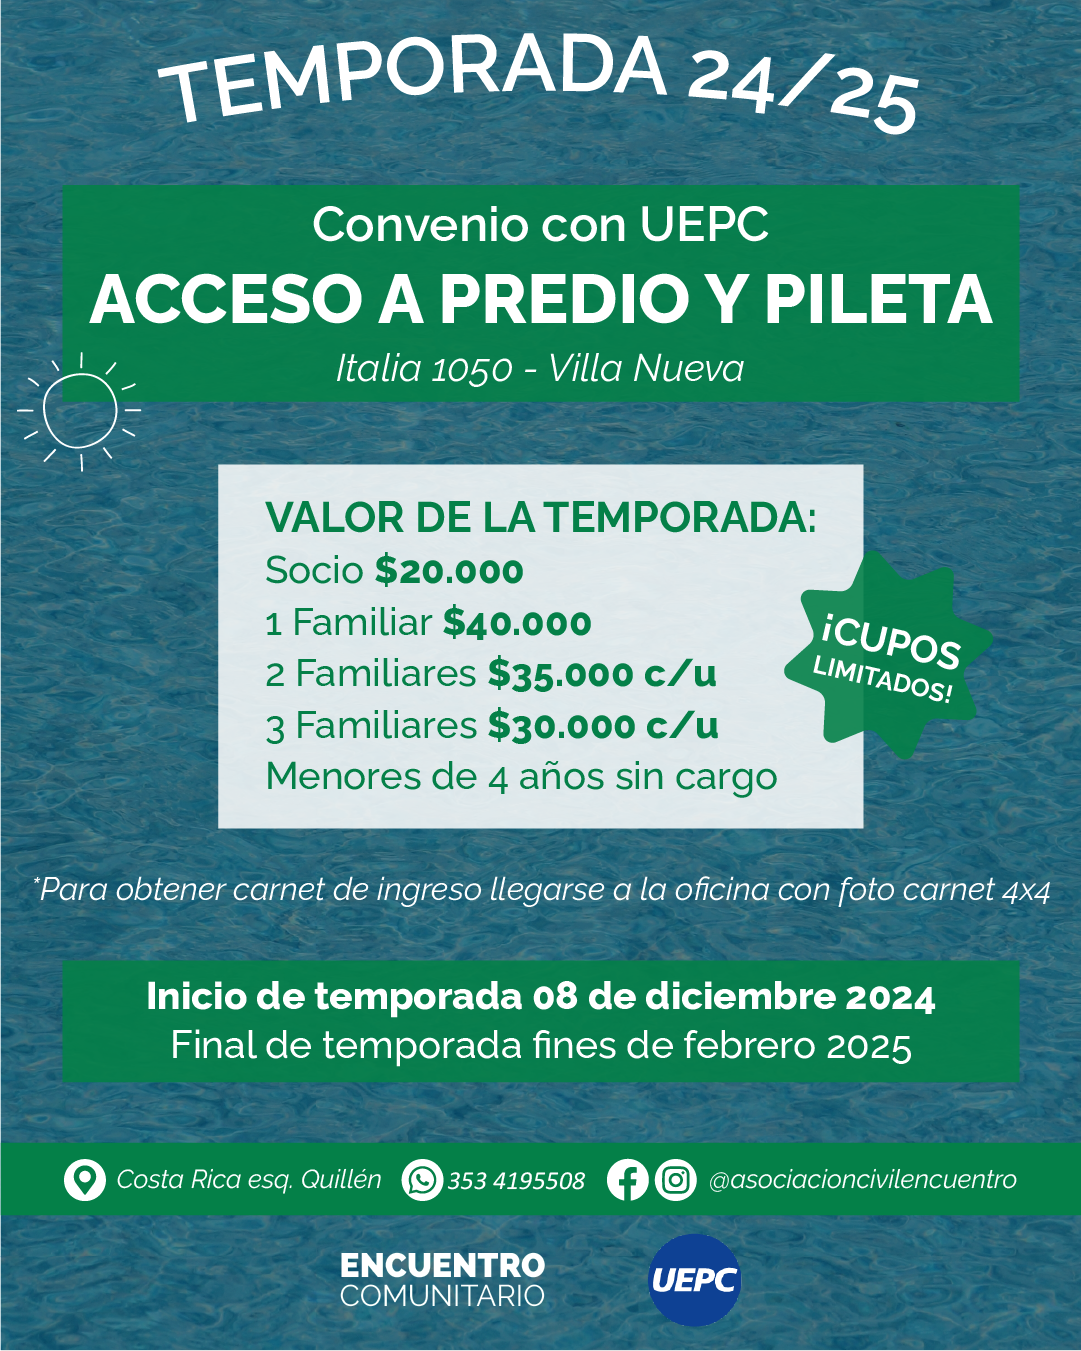 TEMPORADA 24/25
Convenio con UEPC
ACCESO A PREDIO Y PILETA
Italia 1050 - Villa Nueva
VALOR DE LA TEMPORADA:
Socio $20.000
1 Familiar $40.000
2 Familiares $35.000 c/u
3 Familiares $30.000 c/u
Menores de 4 años sin cargo
¡CUPOS
LIMITADOS!
*Para obtener carnet de ingreso llegarse a la oficina con foto carnet 4x4
Inicio de temporada 08 de diciembre 2024
Final de temporada fines de febrero 2025
Costa Rica esq. Quillén 353 4195508 @asociacioncivilencuentro
ENCUENTRO
COMUNITARIO
UEPC